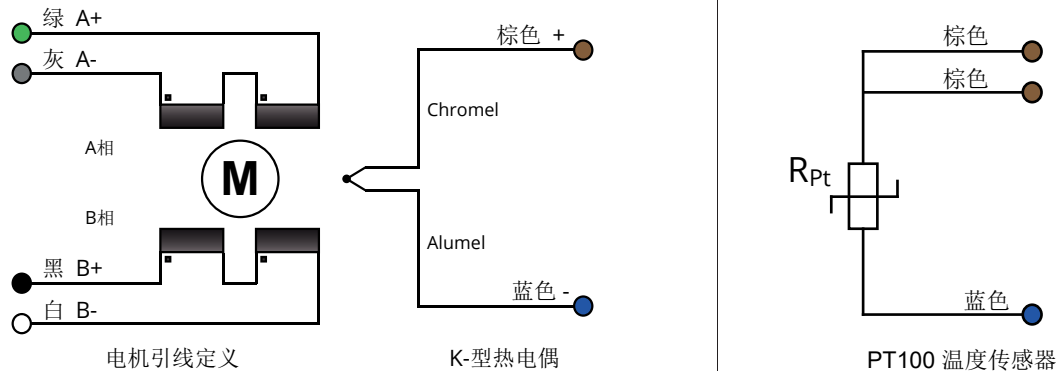 绿 A+
灰 A-
A相
M
B相
黑 B+
白 B-
电机引线定义
棕色 +
Chromel
Alumel
蓝色 -
K-型热电偶
棕色
棕色
RPt
蓝色
PT100 温度传感器